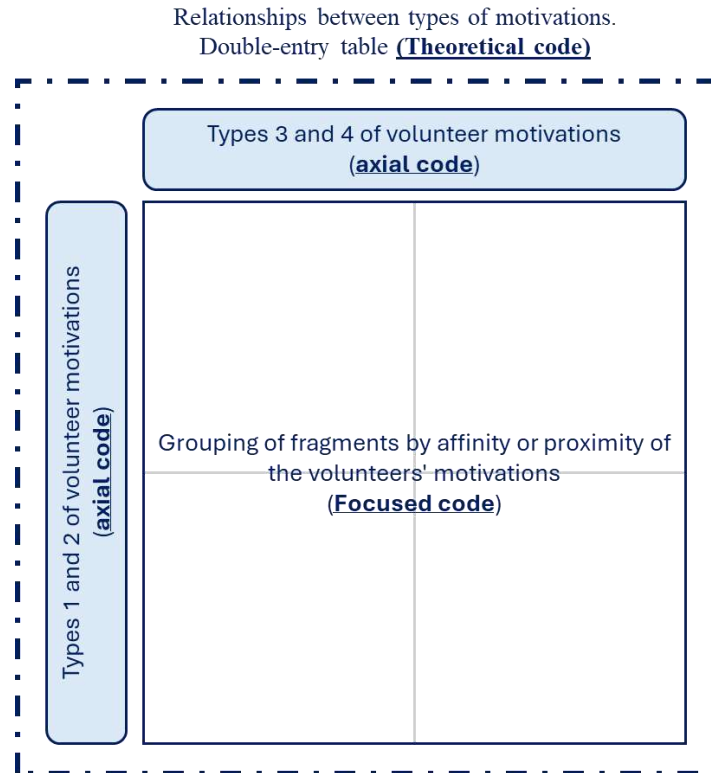 Relationships between types of motivations.
Double-entry table (Theoretical code)
Types 3 and 4 of volunteer motivations
(axial code)
Types 1 and 2 of volunteer motivations
(axial code)
Grouping of fragments by affinity or proximity of
the volunteers' motivations
(Focused code)